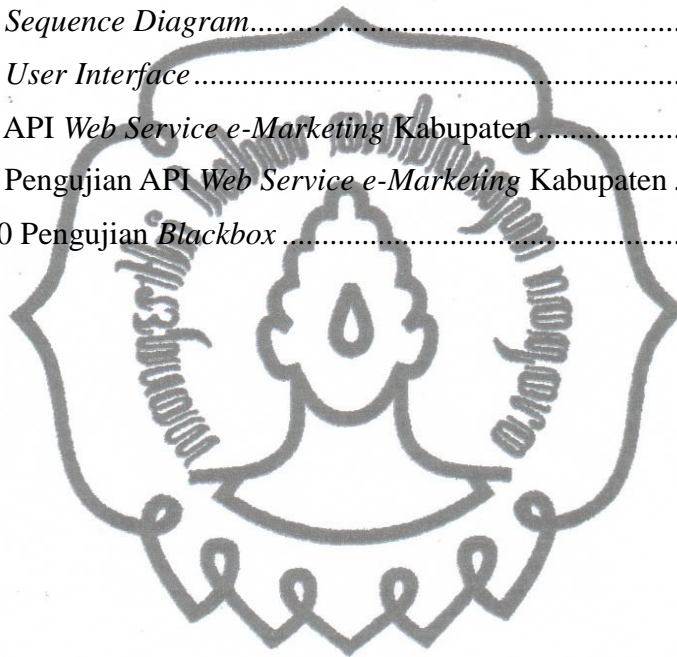 Sequence Diagram.......................................................................
User Interface................................................................................
API Web Service e-Marketing Kabupaten .......................
Pengujian API Web Service e-Marketing Kabupaten .
0 Pengujian Blackbox ................................................................